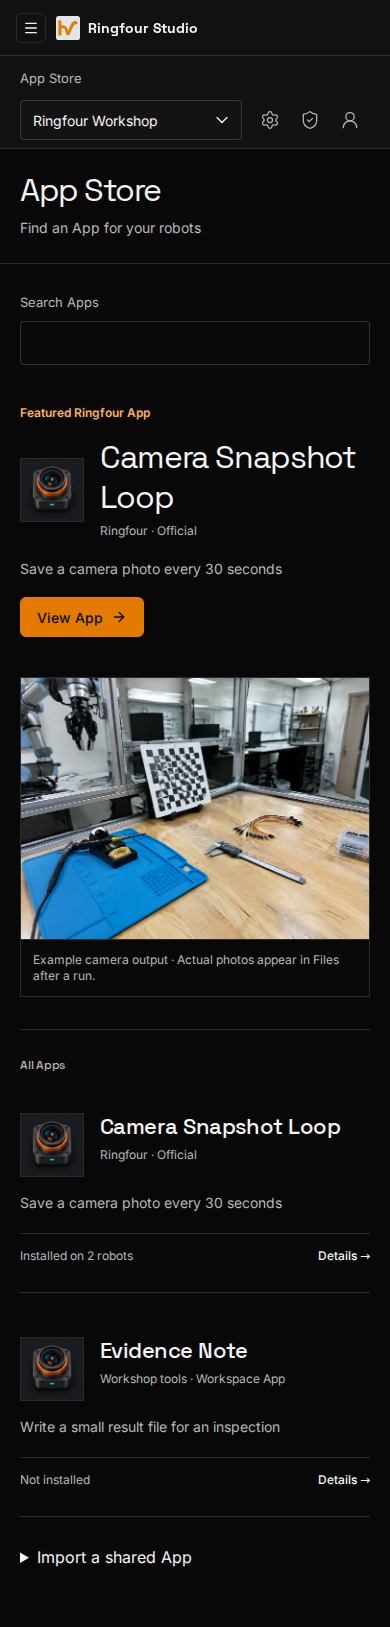 Ringfour Studio
App Store
Ringfour Workshop
App Store
Find an App for your robots
Search Apps
Featured Ringfour App
Camera Snapshot
Loop
Ringfour · Official
Save a camera photo every 30 seconds
View App →
Example camera output · Actual photos appear in Files
after a run.
All Apps
Camera Snapshot Loop
Ringfour · Official
Save a camera photo every 30 seconds
Installed on 2 robots
Details →
Evidence Note
Workshop tools · Workspace App
Write a small result file for an inspection
Not installed
Details →
Import a shared App